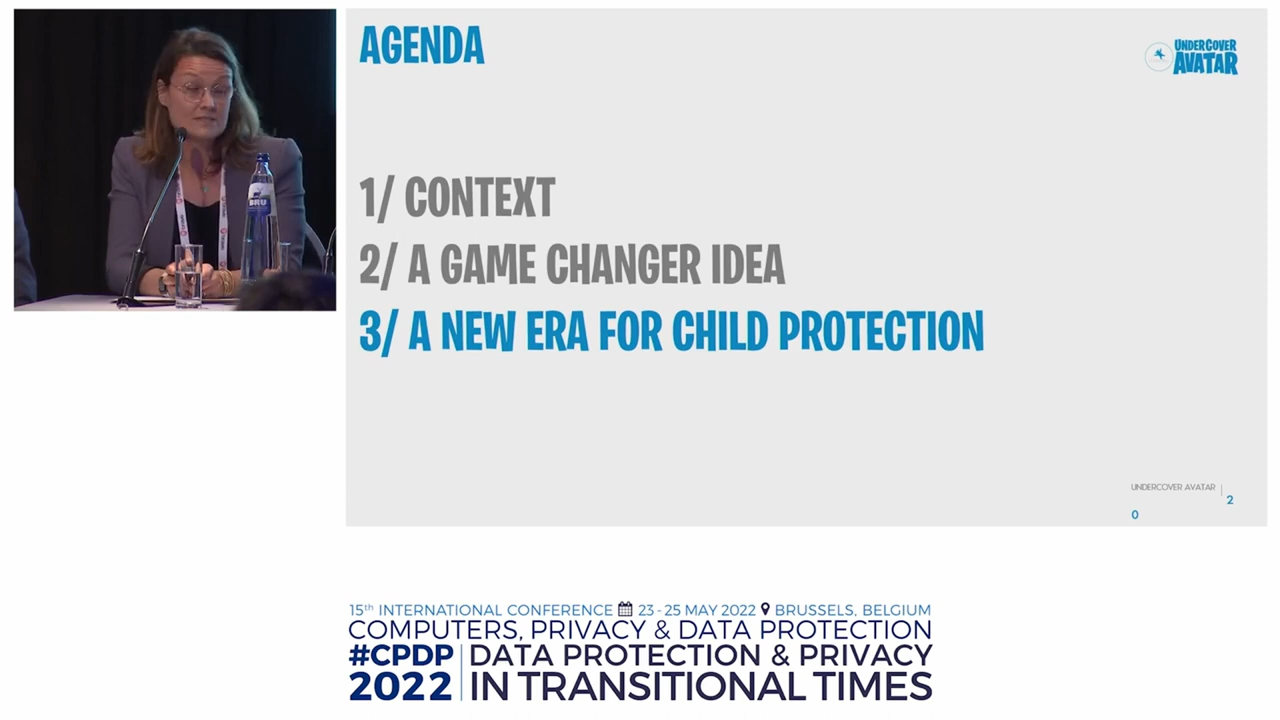 AGENDA
UNDERCOVER
AVATAR
1/ CONTEXT
2/ A GAME CHANGER IDEA
3/ A NEW ERA FOR CHILD PROTECTION
BRU
UNDERCOVER AVATAR
2
0
15th INTERNATIONAL CONFERENCE 23 - 25 MAY 2022 BRUSSELS, BELGIUM
COMPUTERS, PRIVACY & DATA PROTECTION
#CPDP DATA PROTECTION & PRIVACY
2022 IN TRANSITIONAL TIMES